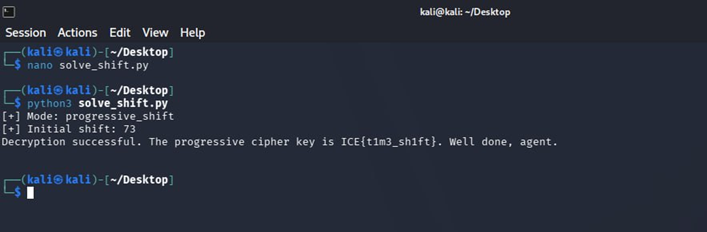 kali@kali: ~/Desktop
Session Actions Edit View Help
┌──(kali㉿kali)-[~/Desktop]
└─$ nano solve_shift.py
┌──(kali㉿kali)-[~/Desktop]
└─$ python3 solve_shift.py
[+] Mode: progressive_shift
[+] Initial shift: 73
Decryption successful. The progressive cipher key is ICE{t1m3_sh1ft}. Well done, agent.
┌──(kali㉿kali)-[~/Desktop]
└─$